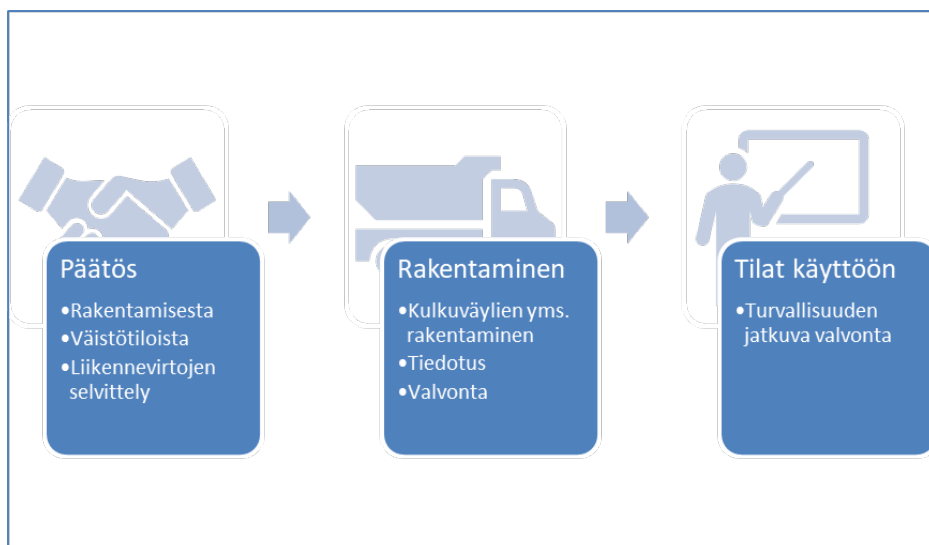 Päätös
•Rakentamisesta
•Väistötiloista
•Liikennevirtojen
selvittely
Rakentaminen
•Kulkuväylien yms.
rakentaminen
•Tiedotus
•Valvonta
Tilat käyttöön
•Turvallisuuden
jatkuva valvonta